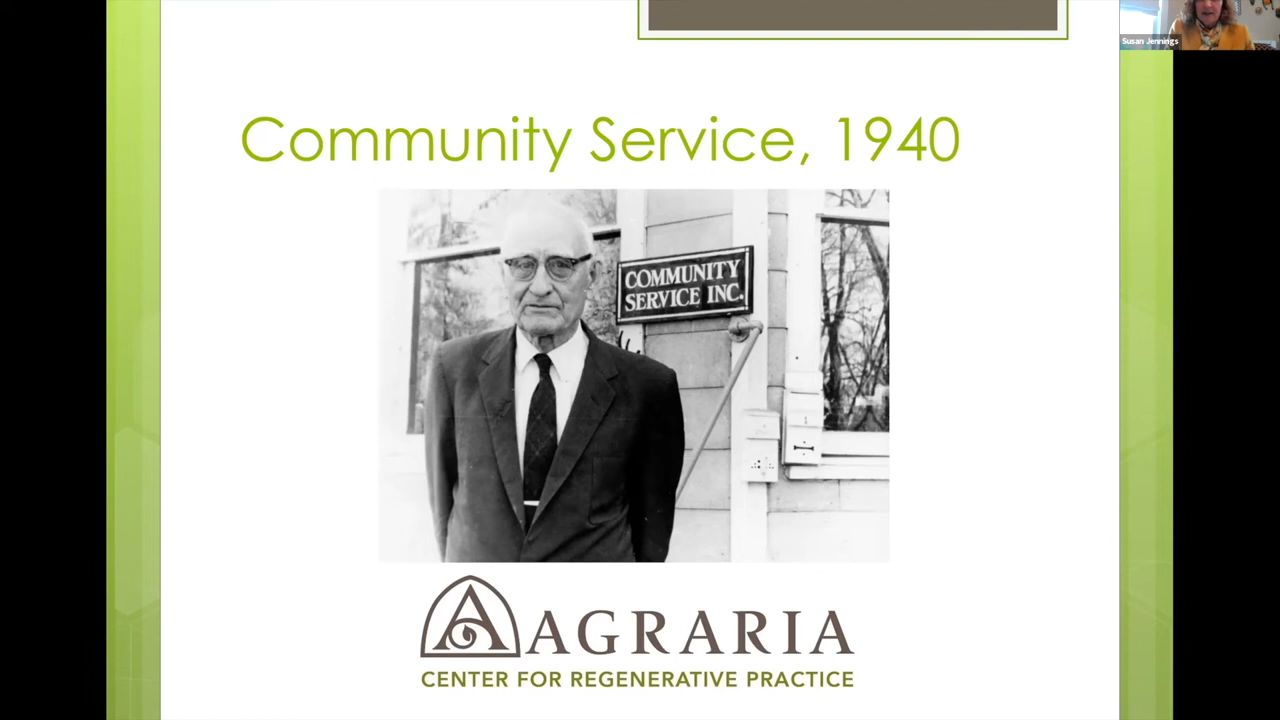 Susan Jennings
Community Service, 1940
COMMUNITY
SERVICE INC.
AGRARIA
CENTER FOR REGENERATIVE PRACTICE